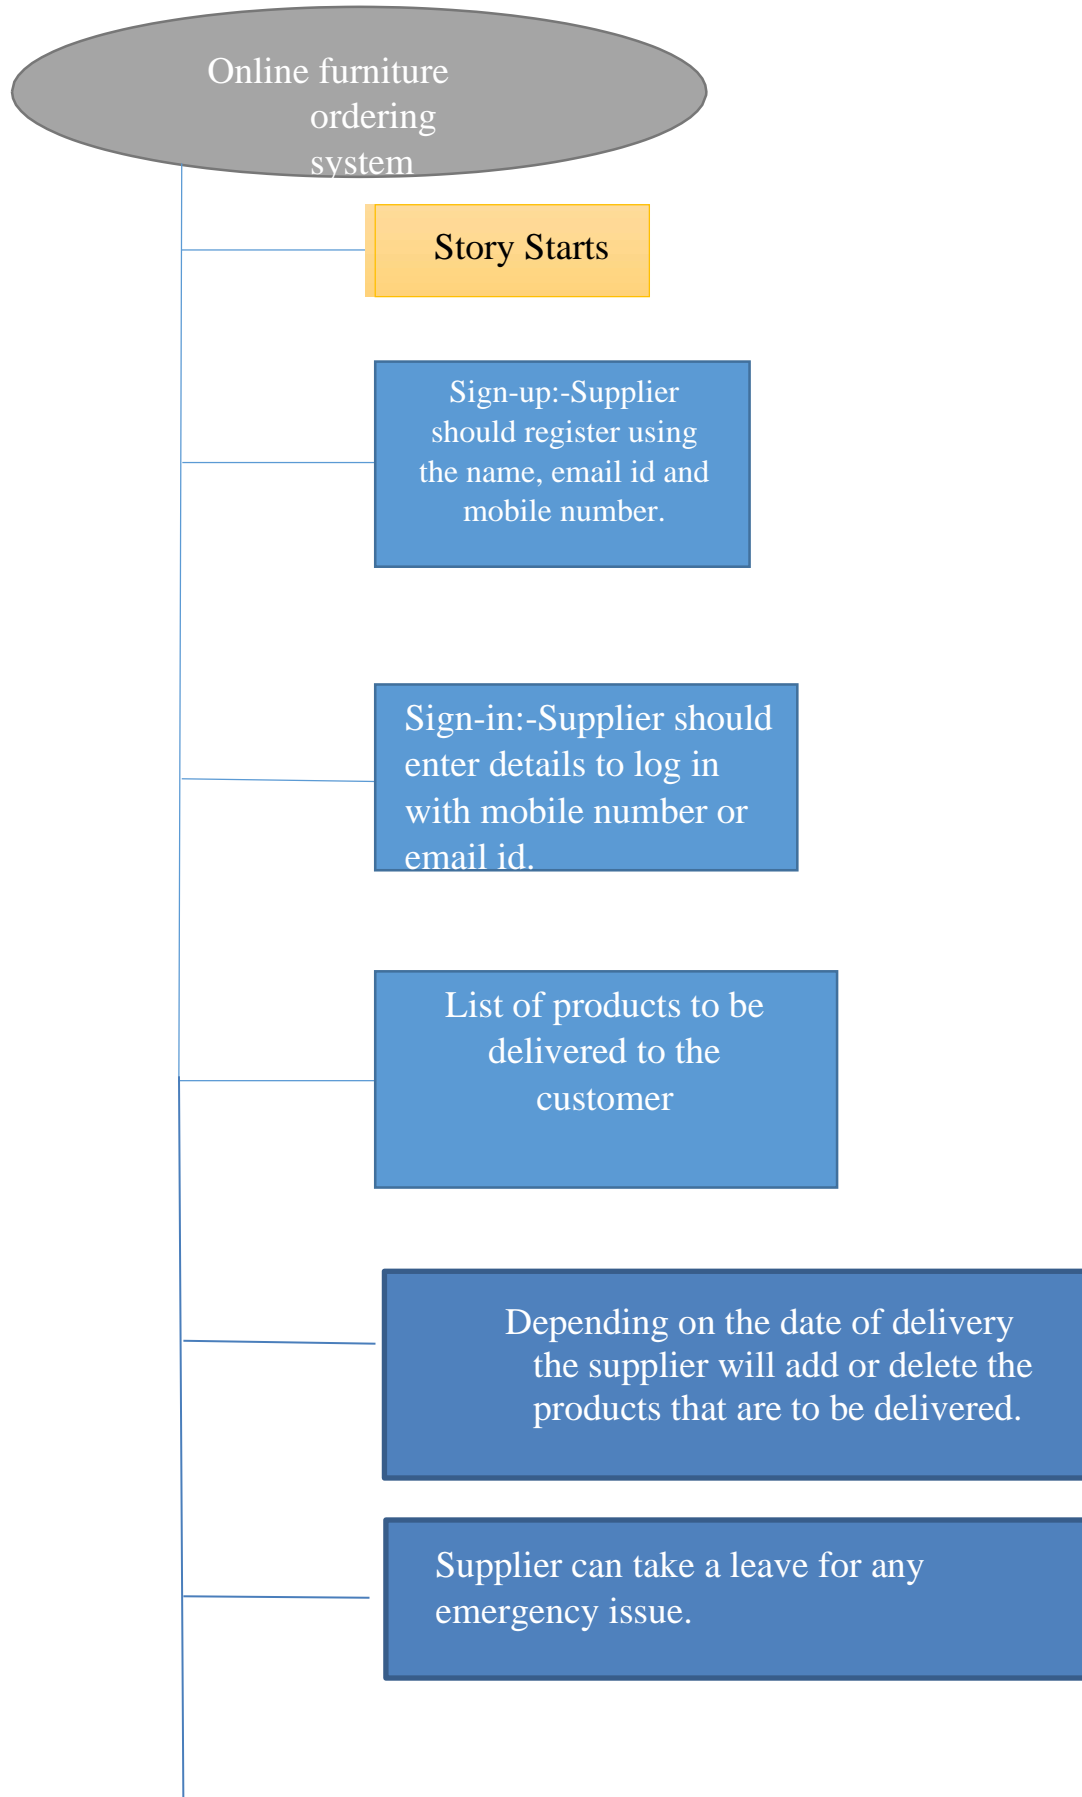 Online furniture
ordering
system
Story Starts
Sign-up:-Supplier
should register using
the name, email id and
mobile number.
Sign-in:-Supplier should
enter details to log in
with mobile number or
email id.
List of products to be
delivered to the
customer
Depending on the date of delivery
the supplier will add or delete the
products that are to be delivered.
Supplier can take a leave for any
emergency issue.